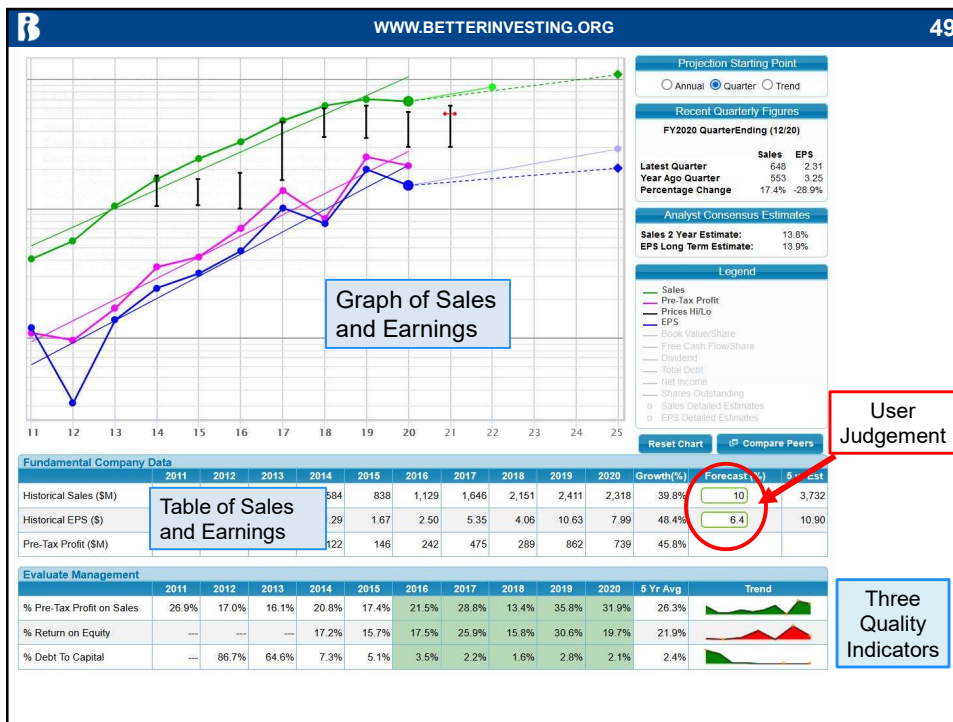 WWW.BETTERINVESTING.ORG
49
Projection Starting Point
Annual Quarter Trend
Recent Quarterly Figures
FY2020 QuarterEnding (12/20)
Sales EPS
Latest Quarter 648 2.31
Year Ago Quarter 553 3.25
Percentage Change 17.4% -28.9%
Analyst Consensus Estimates
Sales 2 Year Estimate: 13.8%
EPS Long Term Estimate: 13.9%
Legend
Sales
Pre-Tax Profit
Prices Hi/Lo
EPS
Book Value/Share
Free Cash Flow/Share
Dividend
Total Debt
Net Income
Shares Outstanding
Sales Detailed Estimates
EPS Detailed Estimates
Graph of Sales
and Earnings
11 12 13 14 15 16 17 18 19 20 21 22 23 24 25
Reset Chart Compare Peers
User
Judgement
Fundamental Company Data
2011 2012 2013 2014 2015 2016 2017 2018 2019 2020 Growth(%) Forecast (%) 5 Est
Historical Sales ($M) 584 838 1,129 1,646 2,151 2,411 2,318 39.8% 10 3,732
Historical EPS ($) .29 1.67 2.50 5.35 4.06 10.63 7.99 48.4% 6.4 10.90
Pre-Tax Profit ($M) 122 146 242 475 289 862 739 45.8%
Table of Sales
and Earnings
Evaluate Management
2011 2012 2013 2014 2015 2016 2017 2018 2019 2020 5 Yr Avg Trend
% Pre-Tax Profit on Sales 26.9% 17.0% 16.1% 20.8% 17.4% 21.5% 28.8% 13.4% 35.8% 31.9% 26.3%
% Return on Equity --- --- --- 17.2% 15.7% 17.5% 25.9% 15.8% 30.6% 19.7% 21.9%
% Debt To Capital --- 86.7% 64.6% 7.3% 5.1% 3.5% 2.2% 1.6% 2.8% 2.1% 2.4%
Three
Quality
Indicators